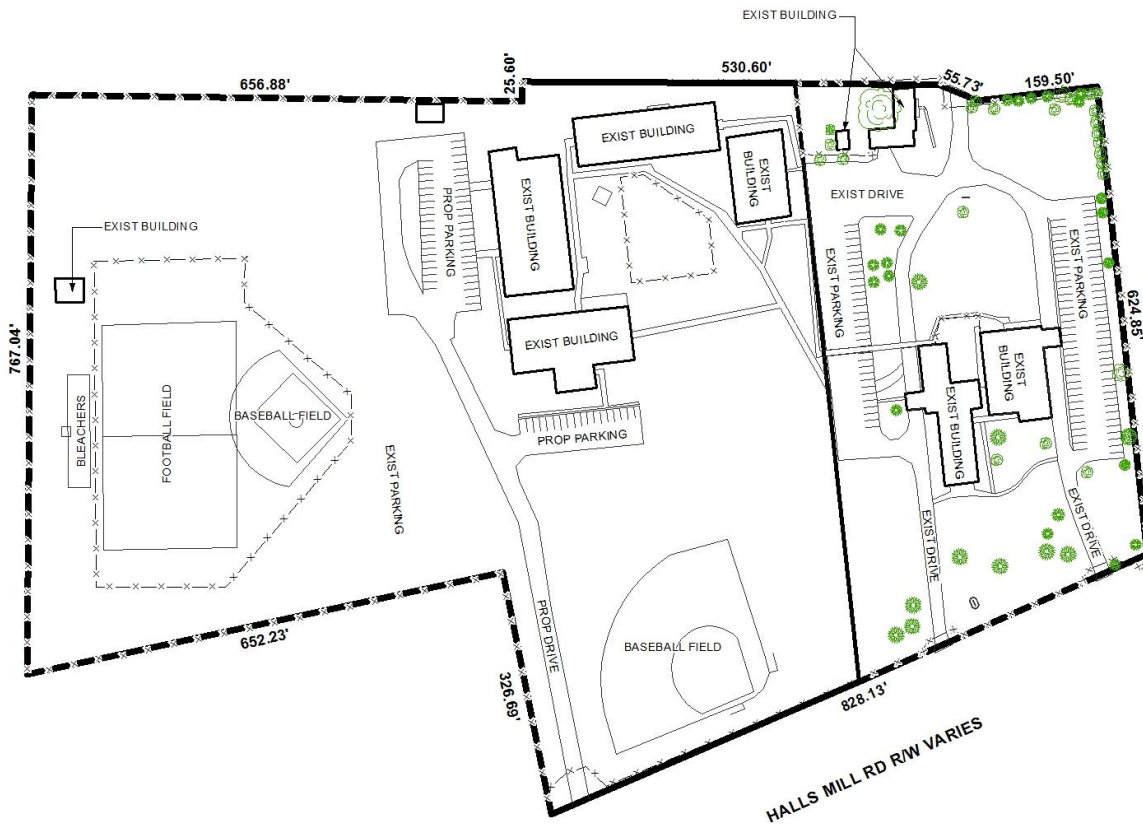 EXIST BUILDING
656.88'
25.60'
530.60'
55.73'
159.50'
EXIST BUILDING
EXIST BUILDING
EXIST BUILDING
PROP PARKING
EXIST DRIVE
EXIST BUILDING
EXIST BUILDING
EXIST PARKING
EXIST PARKING
624.85'
767.04'
EXIST BUILDING
EXIST BUILDING
EXIST BUILDING
BLEACHERS
FOOTBALL FIELD
BASEBALL FIELD
PROP PARKING
EXIST PARKING
EXIST DRIVE
EXIST DRIVE
652.23'
326.69'
PROP DRIVE
BASEBALL FIELD
828.13'
HALLS MILL RD R/W VARIES